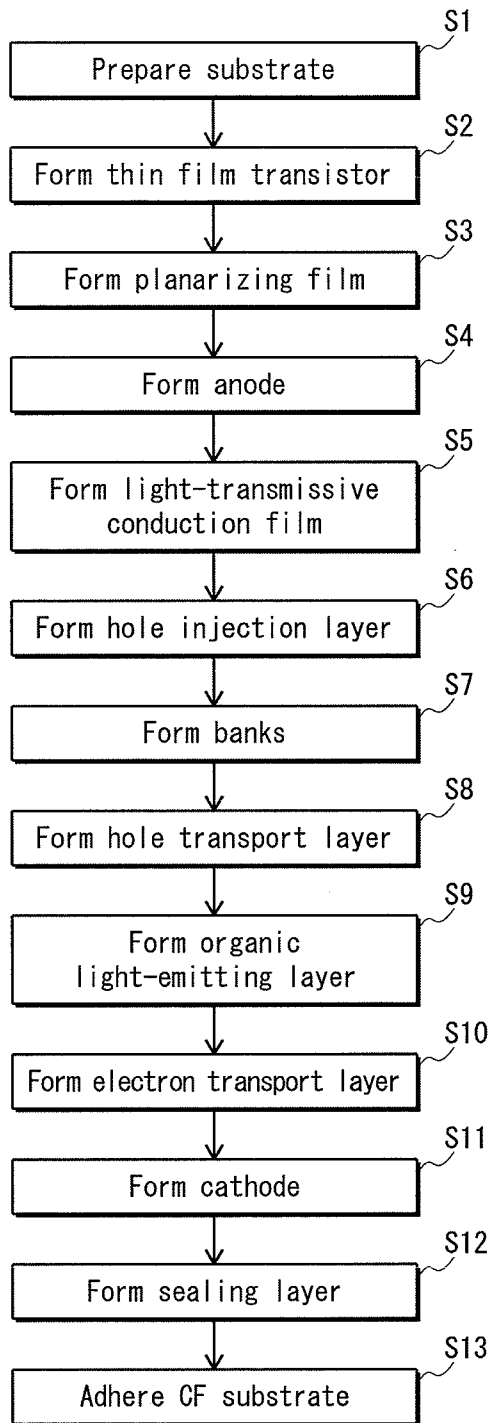 S1
Prepare substrate
S2
Form thin film transistor
S3
Form planarizing film
S4
Form anode
S5
Form light-transmissive
conduction film
S6
Form hole injection layer
S7
Form banks
S8
Form hole transport layer
S9
Form organic
light-emitting layer
S10
Form electron transport layer
S11
Form cathode
S12
Form sealing layer
S13
Adhere CF substrate